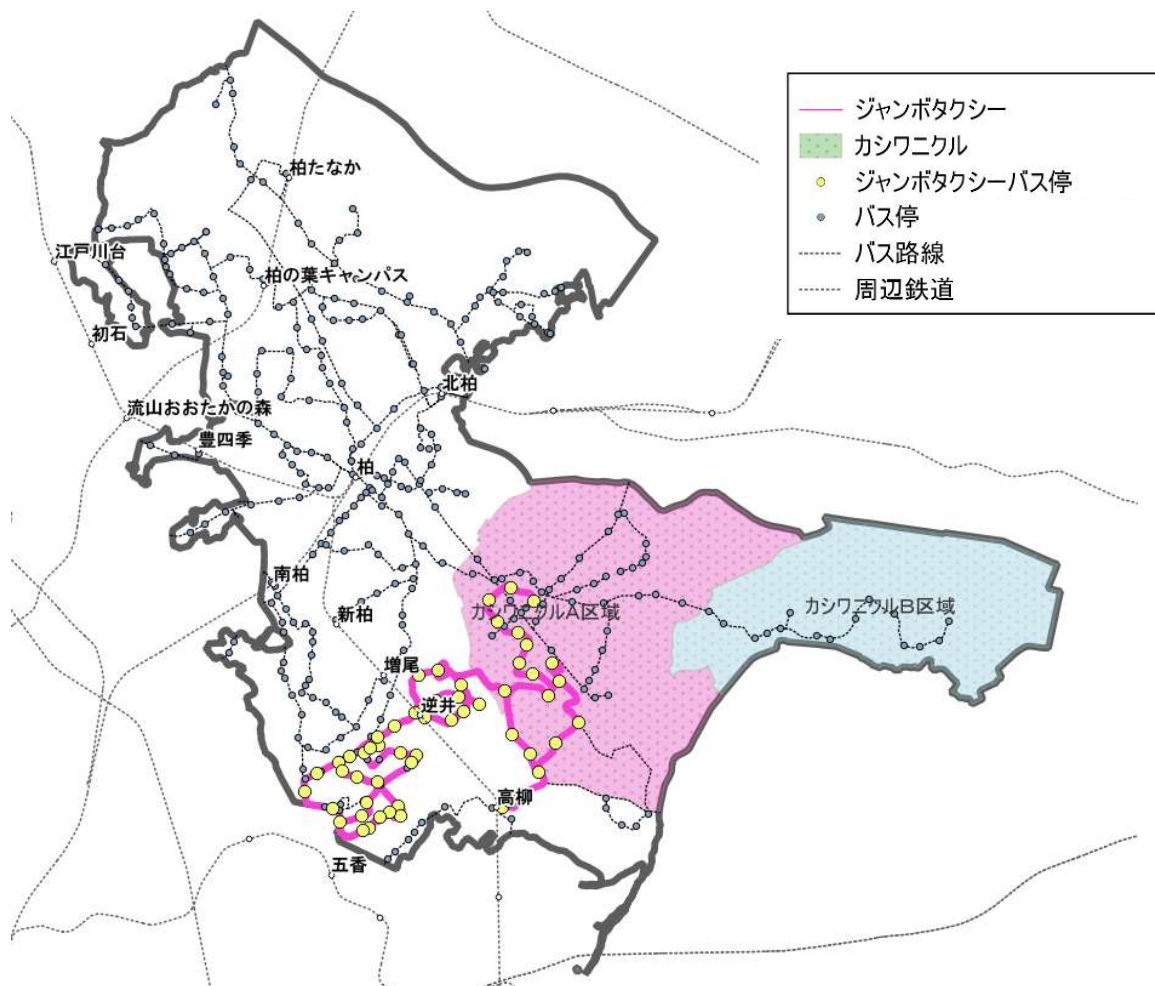 ジャンボタクシー
カシワニクル
ジャンボタクシーバス停
バス停
バス路線
周辺鉄道
柏たなか
江戸川台
柏の葉キャンパス
初石
北柏
流山おおたかの森
豊四季
柏
南柏
新柏
カシワニクルA区域
カシワニクルB区域
増尾
逆井
高柳
五香